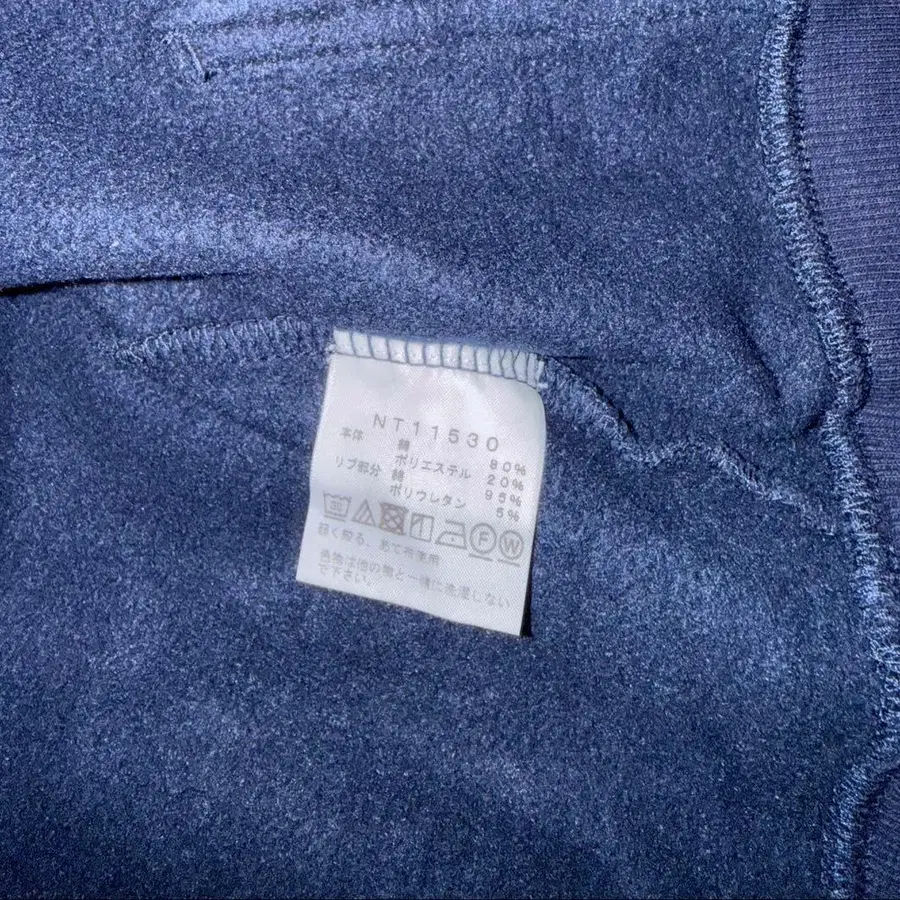 NT11530
本体 綿 80%
ポリエステル 20%
リブ部分 綿 95%
ポリウレタン 5%
F W
弱く絞る、あて布使用
色物は他の物と一緒に洗濯しない
で下さい。